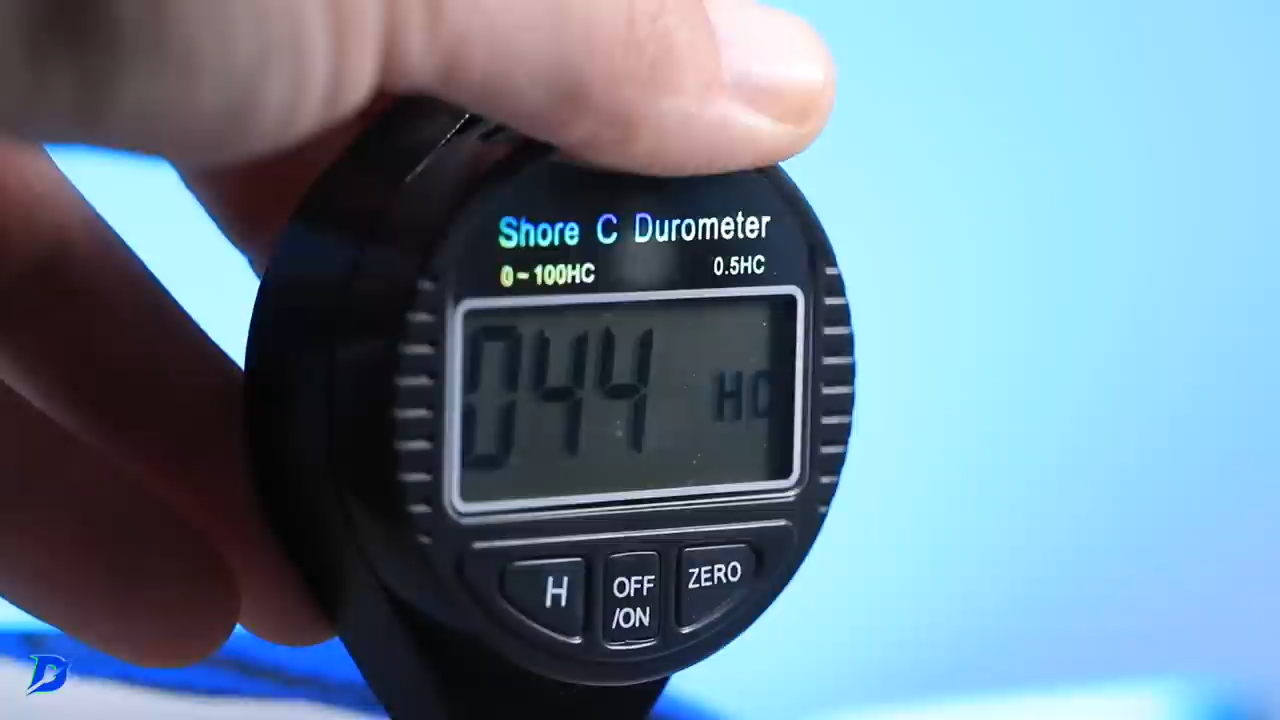 Shore C Durometer
0~100HC 0.5HC
044 HC
H
OFF
/ON
ZERO